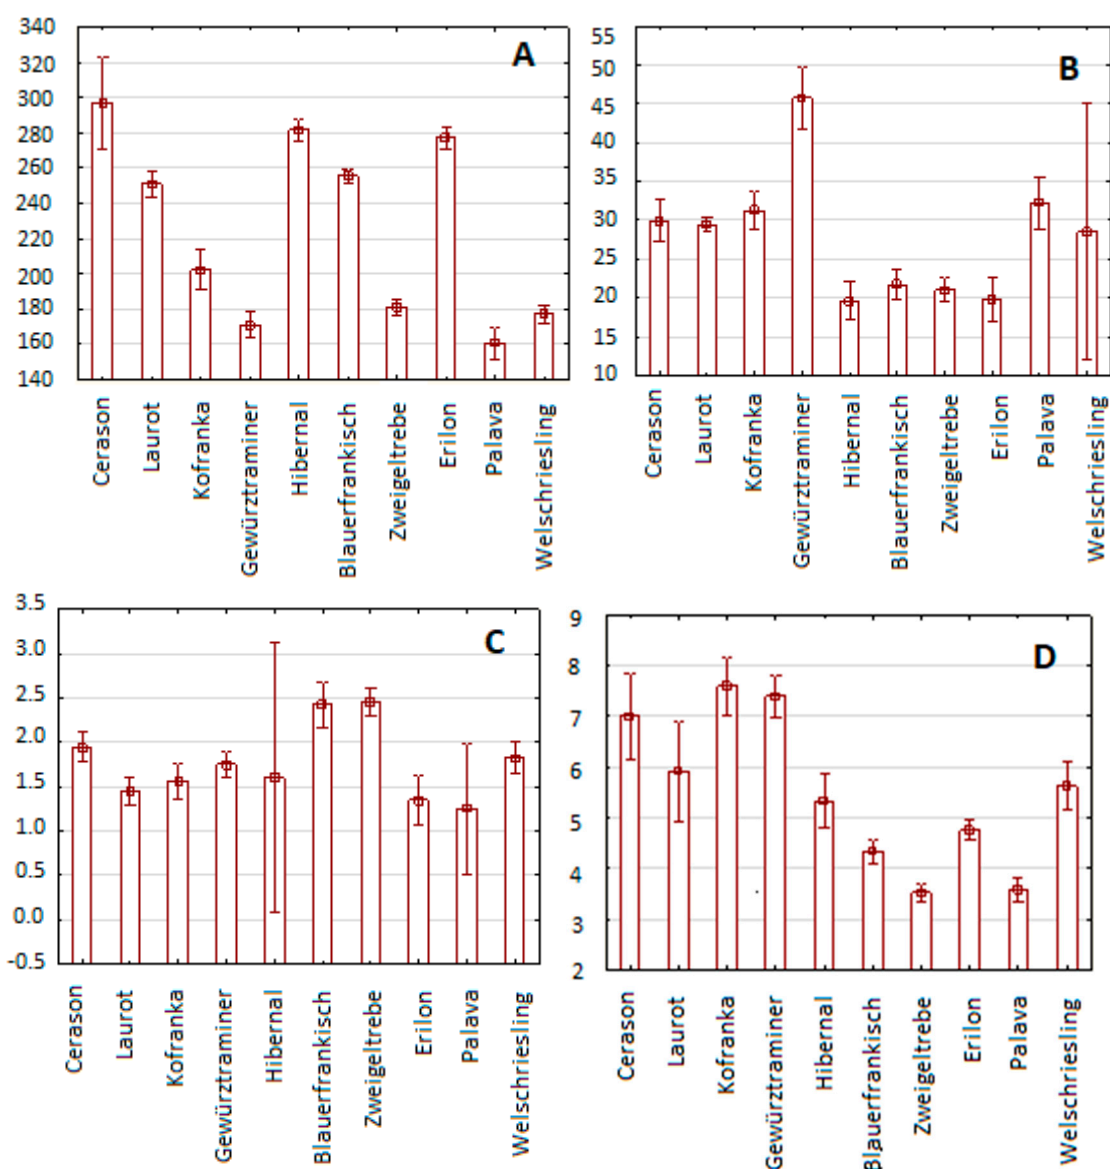 A
340
320
300
280
260
240
220
200
180
160
140
Cerason
Laurot
Kofranka
Gewürztraminer
Hibernal
Blauerfrankisch
Zweigeltrebe
Erilon
Palava
Welschriesling
B
55
50
45
40
35
30
25
20
15
10
Cerason
Laurot
Kofranka
Gewürztraminer
Hibernal
Blauerfrankisch
Zweigeltrebe
Erilon
Palava
Welschriesling
C
3.5
3.0
2.5
2.0
1.5
1.0
0.5
0.0
-0.5
Cerason
Laurot
Kofranka
Gewürztraminer
Hibernal
Blauerfrankisch
Zweigeltrebe
Erilon
Palava
Welschriesling
D
9
8
7
6
5
4
3
2
Cerason
Laurot
Kofranka
Gewürztraminer
Hibernal
Blauerfrankisch
Zweigeltrebe
Erilon
Palava
Welschriesling